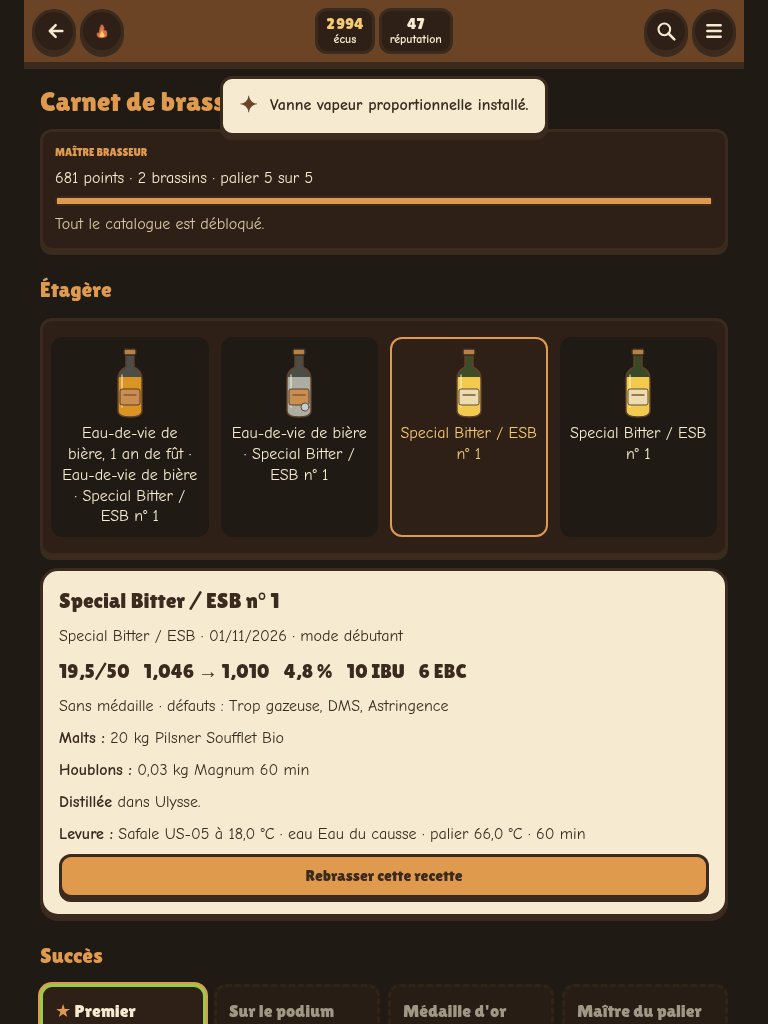 2 994
écus
47
réputation
Carnet de brass
Vanne vapeur proportionnelle installé.
MAÎTRE BRASSEUR
681 points · 2 brassins · palier 5 sur 5
Tout le catalogue est débloqué.
Étagère
Eau-de-vie de
bière, 1 an de fût ·
Eau-de-vie de bière
· Special Bitter /
ESB n° 1
Eau-de-vie de bière
· Special Bitter /
ESB n° 1
Special Bitter / ESB
n° 1
Special Bitter / ESB
n° 1
Special Bitter / ESB n° 1
Special Bitter / ESB · 01/11/2026 · mode débutant
19,5/50 1,046 → 1,010 4,8 % 10 IBU 6 EBC
Sans médaille · défauts : Trop gazeuse, DMS, Astringence
Malts : 20 kg Pilsner Soufflet Bio
Houblons : 0,03 kg Magnum 60 min
Distillée dans Ulysse.
Levure : Safale US-05 à 18,0 °C · eau Eau du causse · palier 66,0 °C · 60 min
Rebrasser cette recette
Succès
★ Premier
Sur le podium
Médaille d'or
Maître du palier